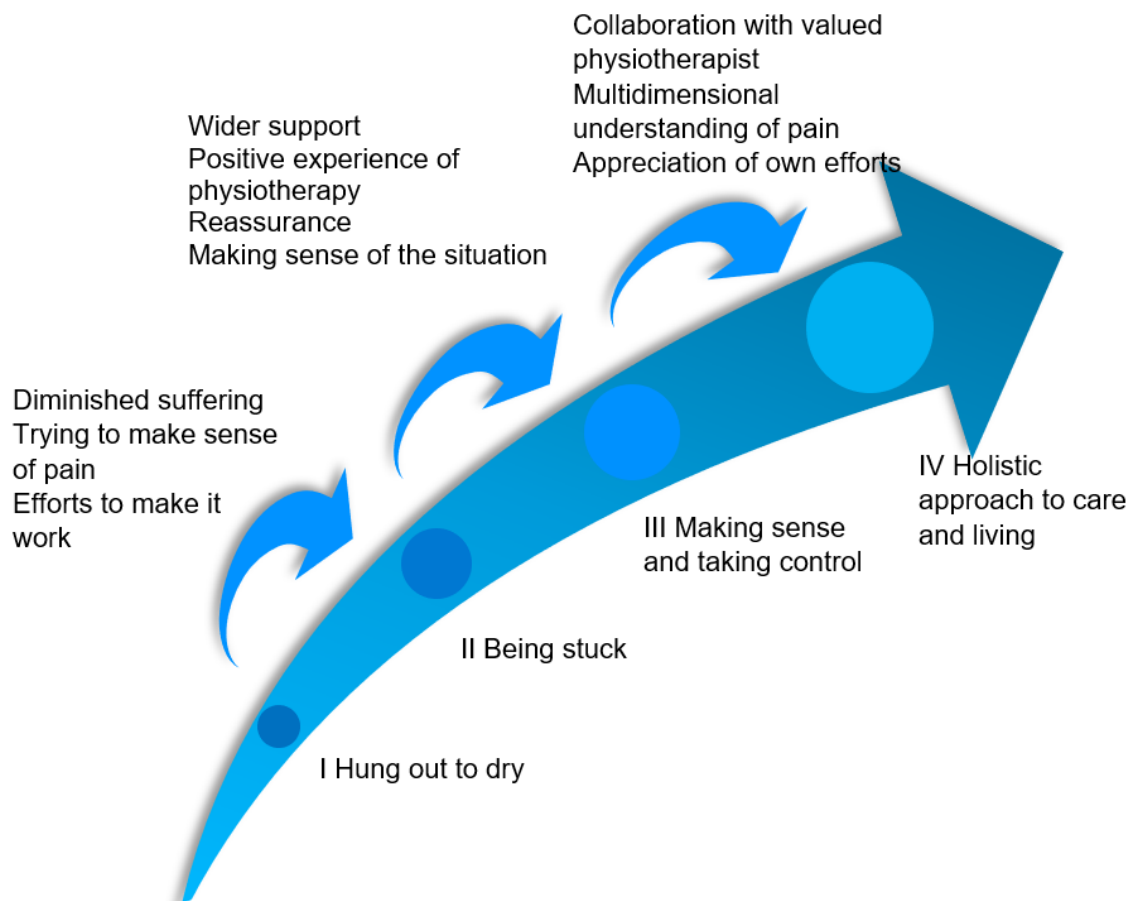 Collaboration with valued
physiotherapist
Multidimensional
understanding of pain
Appreciation of own efforts
Wider support
Positive experience of
physiotherapy
Reassurance
Making sense of the situation
Diminished suffering
Trying to make sense
of pain
Efforts to make it
work
IV Holistic
approach to care
and living
III Making sense
and taking control
II Being stuck
I Hung out to dry